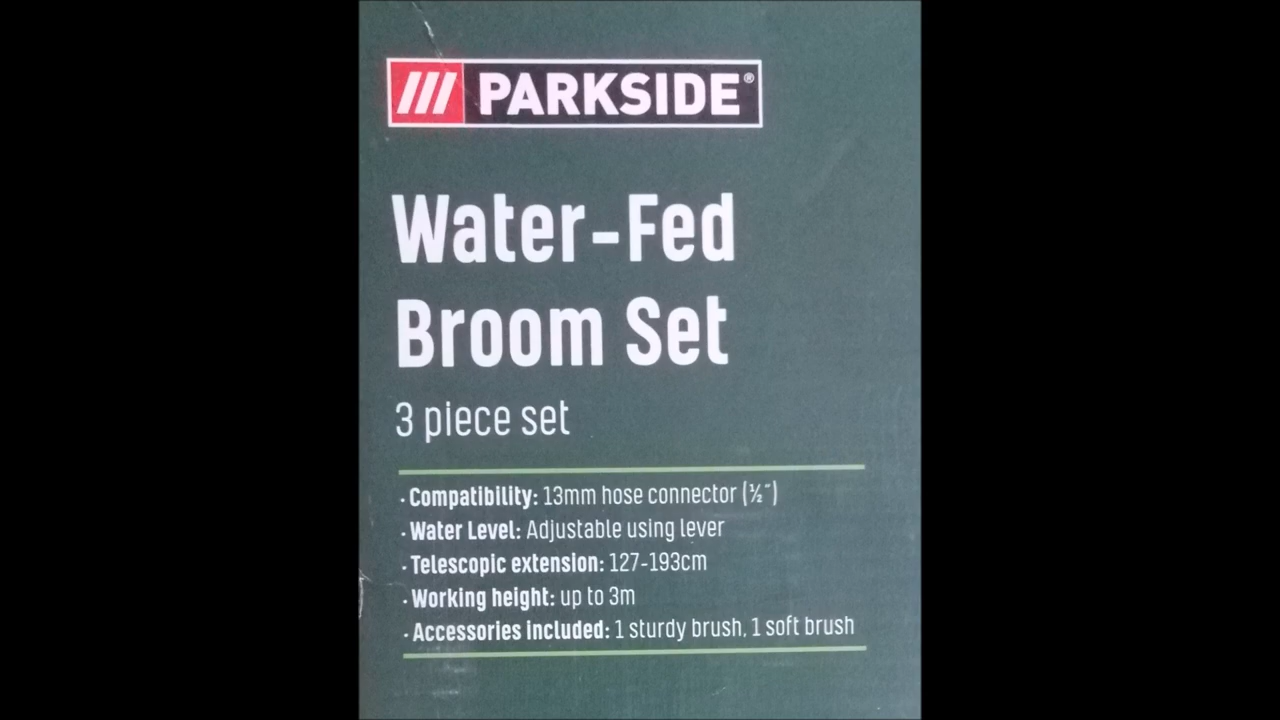 PARKSIDE®
Water-Fed
Broom Set
3 piece set
· Compatibility: 13mm hose connector (½˝)
· Water Level: Adjustable using lever
· Telescopic extension: 127-193cm
· Working height: up to 3m
· Accessories included: 1 sturdy brush, 1 soft brush